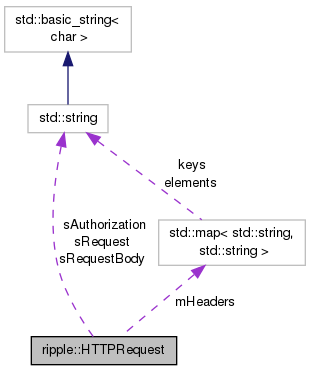 std::basic_string<
char >
std::string
keys
elements
sAuthorization
sRequest
sRequestBody
std::map< std::string,
std::string >
mHeaders
ripple::HTTPRequest